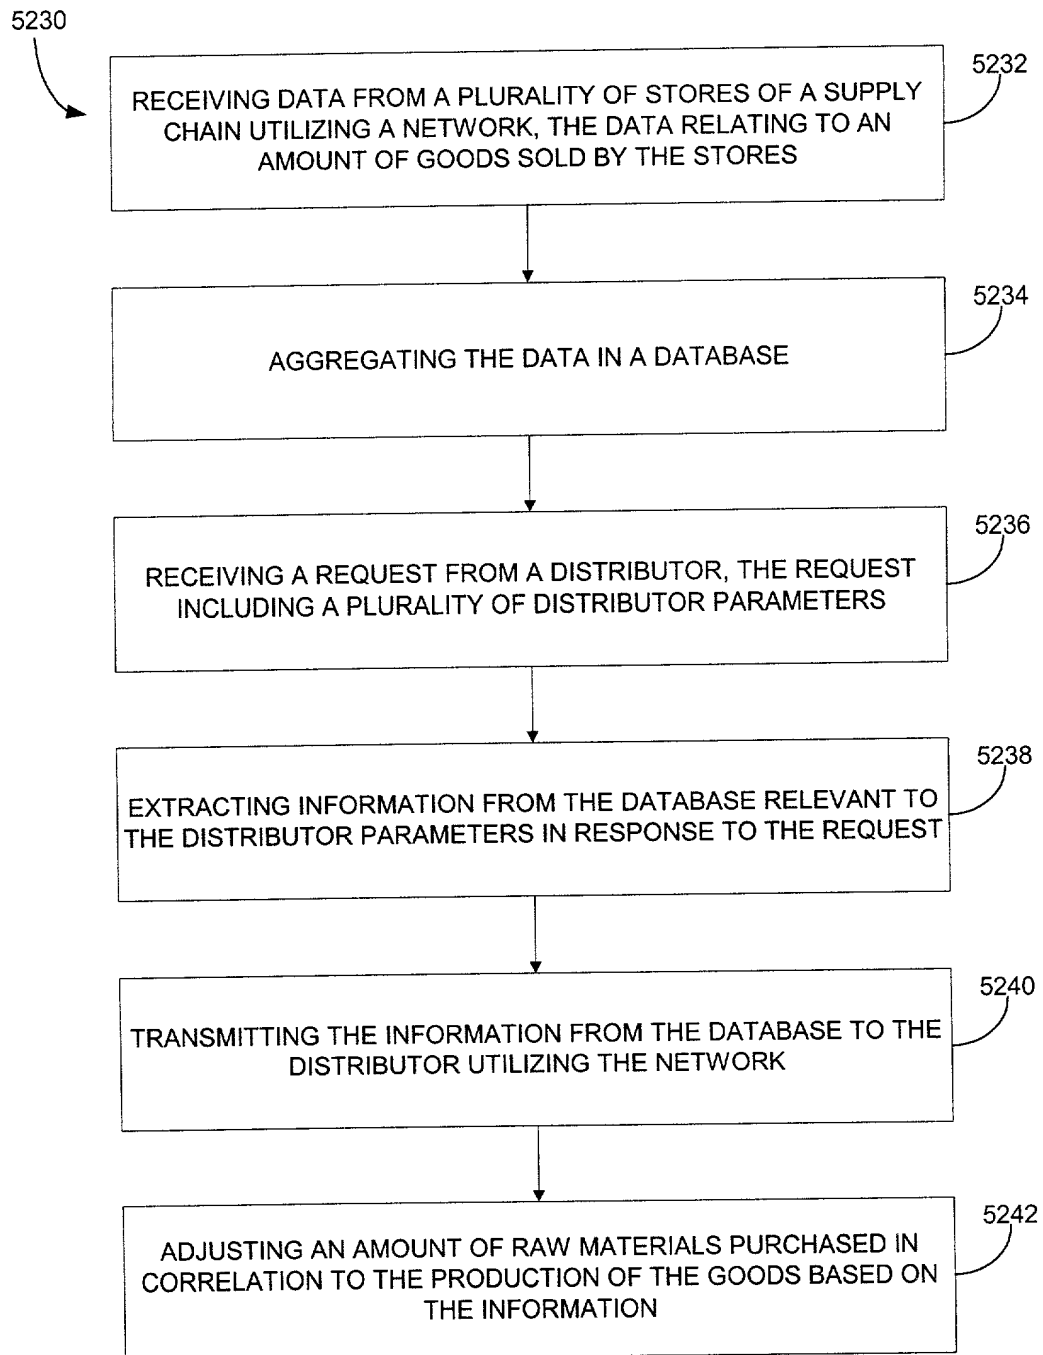 5230
5232
RECEIVING DATA FROM A PLURALITY OF STORES OF A SUPPLY
CHAIN UTILIZING A NETWORK, THE DATA RELATING TO AN
AMOUNT OF GOODS SOLD BY THE STORES
5234
AGGREGATING THE DATA IN A DATABASE
5236
RECEIVING A REQUEST FROM A DISTRIBUTOR, THE REQUEST
INCLUDING A PLURALITY OF DISTRIBUTOR PARAMETERS
5238
EXTRACTING INFORMATION FROM THE DATABASE RELEVANT TO
THE DISTRIBUTOR PARAMETERS IN RESPONSE TO THE REQUEST
5240
TRANSMITTING THE INFORMATION FROM THE DATABASE TO THE
DISTRIBUTOR UTILIZING THE NETWORK
5242
ADJUSTING AN AMOUNT OF RAW MATERIALS PURCHASED IN
CORRELATION TO THE PRODUCTION OF THE GOODS BASED ON
THE INFORMATION